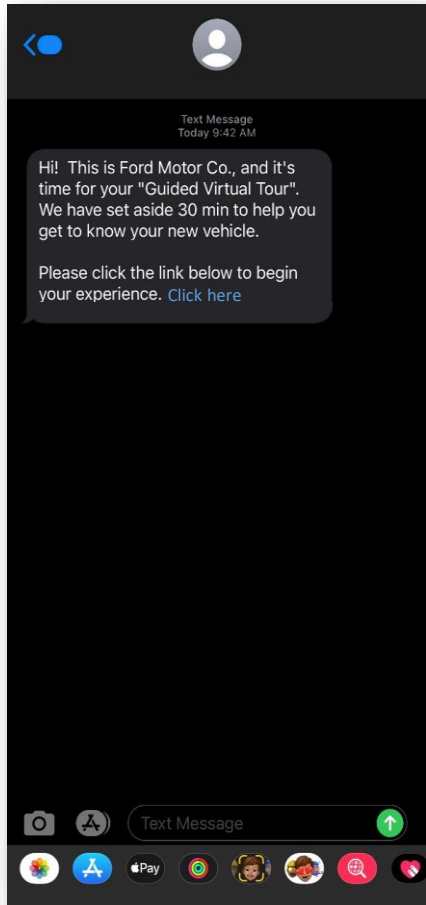 Text Message
Today 9:42 AM
Hi!  This is Ford Motor Co., and it's
time for your "Guided Virtual Tour".
We have set aside 30 min to help you
get to know your new vehicle.
Please click the link below to begin
your experience. Click here
Text Message
Pay